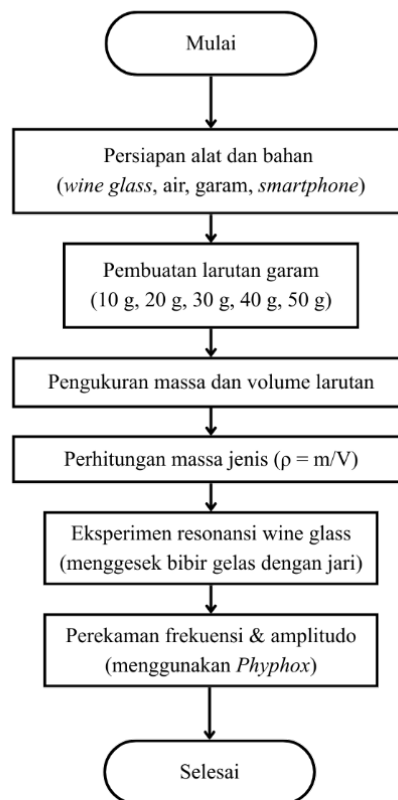 Mulai
Persiapan alat dan bahan
(wine glass, air, garam, smartphone)
Pembuatan larutan garam
(10 g, 20 g, 30 g, 40 g, 50 g)
Pengukuran massa dan volume larutan
Perhitungan massa jenis (ρ = m/V)
Eksperimen resonansi wine glass
(menggesek bibir gelas dengan jari)
Perekaman frekuensi & amplitudo
(menggunakan Phyphox)
Selesai